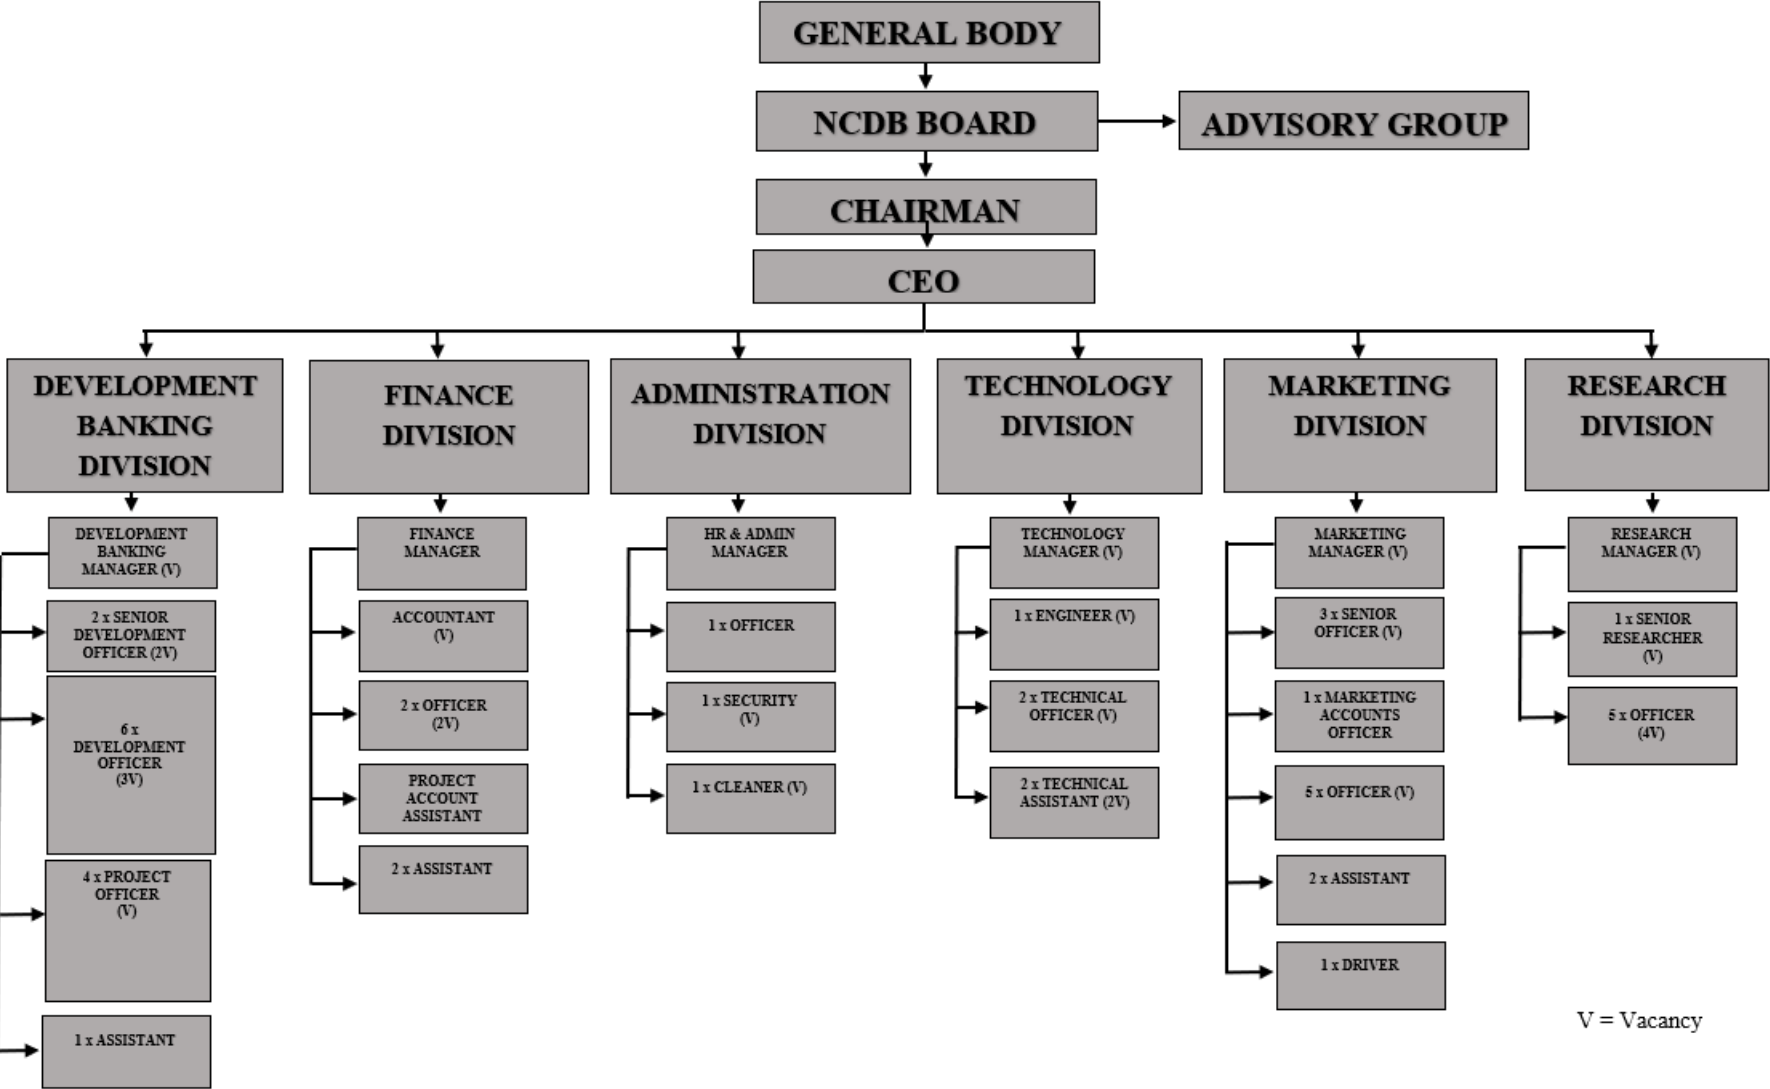 GENERAL BODY
NCDB BOARD
ADVISORY GROUP
CHAIRMAN
CEO
DEVELOPMENT
BANKING
DIVISION
FINANCE
DIVISION
ADMINISTRATION
DIVISION
TECHNOLOGY
DIVISION
MARKETING
DIVISION
RESEARCH
DIVISION
DEVELOPMENT
BANKING
MANAGER (V)
2 x SENIOR
DEVELOPMENT
OFFICER (2V)
6 x
DEVELOPMENT
OFFICER
(3V)
4 x PROJECT
OFFICER
(V)
1 x ASSISTANT
FINANCE
MANAGER
ACCOUNTANT
(V)
2 x OFFICER
(2V)
PROJECT
ACCOUNT
ASSISTANT
2 x ASSISTANT
HR & ADMIN
MANAGER
1 x OFFICER
1 x SECURITY
(V)
1 x CLEANER (V)
TECHNOLOGY
MANAGER (V)
1 x ENGINEER (V)
2 x TECHNICAL
OFFICER (V)
2 x TECHNICAL
ASSISTANT (2V)
MARKETING
MANAGER (V)
3 x SENIOR
OFFICER (V)
1 x MARKETING
ACCOUNTS
OFFICER
5 x OFFICER (V)
2 x ASSISTANT
1 x DRIVER
RESEARCH
MANAGER (V)
1 x SENIOR
RESEARCHER
(V)
5 x OFFICER
(4V)
V = Vacancy